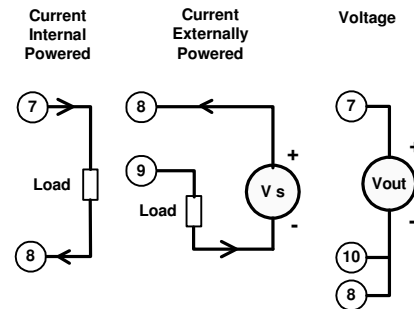 Current
Internal
Powered
7
Load
8
Current
Externally
Powered
8
9
Load
+
V s
-
Voltage
7
+
Vout
-
10
8